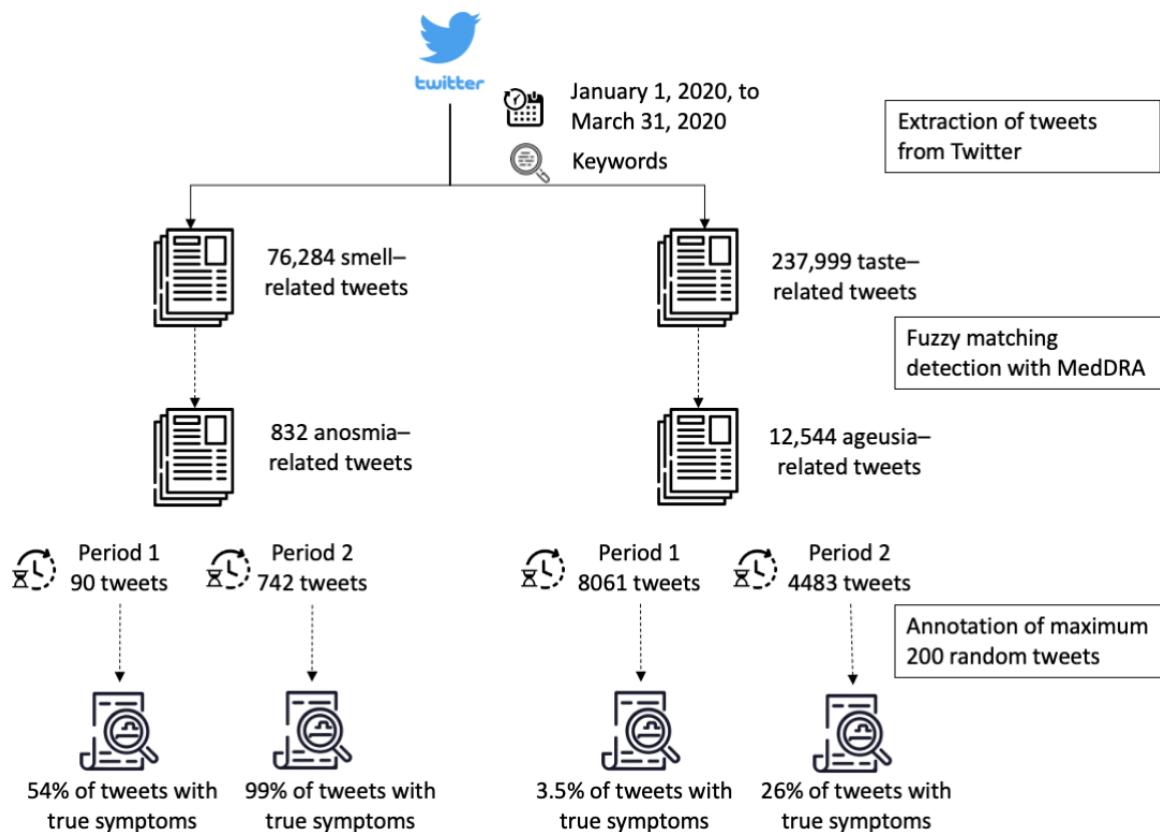 twitter
January 1, 2020, to
March 31, 2020
Keywords
Extraction of tweets
from Twitter
76,284 smell–
related tweets
237,999 taste–
related tweets
Fuzzy matching
detection with MedDRA
832 anosmia–
related tweets
12,544 ageusia–
related tweets
Period 1
90 tweets
Period 2
742 tweets
Period 1
8061 tweets
Period 2
4483 tweets
Annotation of maximum
200 random tweets
54% of tweets with
true symptoms
99% of tweets with
true symptoms
3.5% of tweets with
true symptoms
26% of tweets with
true symptoms